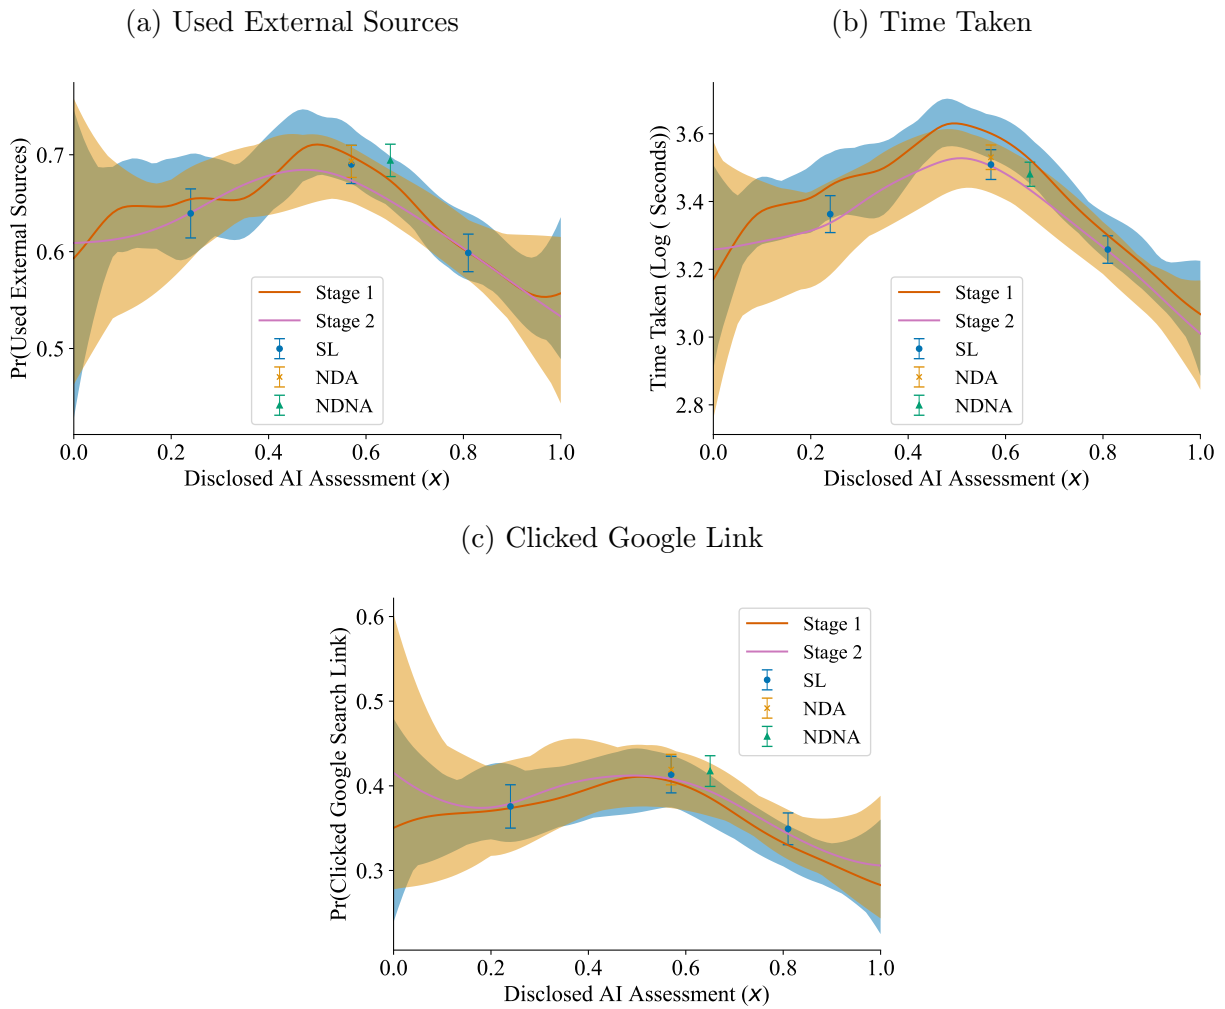 (a) Used External Sources
Pr(Used External Sources)
0.7
0.6
0.5
0.0 0.2 0.4 0.6 0.8 1.0
Disclosed AI Assessment (x)
Stage 1
Stage 2
SL
NDA
NDNA
(b) Time Taken
Time Taken (Log ( Seconds))
3.6
3.4
3.2
3.0
2.8
0.0 0.2 0.4 0.6 0.8 1.0
Disclosed AI Assessment (x)
Stage 1
Stage 2
SL
NDA
NDNA
(c) Clicked Google Link
Pr(Clicked Google Search Link)
0.6
0.5
0.4
0.3
0.0 0.2 0.4 0.6 0.8 1.0
Disclosed AI Assessment (x)
Stage 1
Stage 2
SL
NDA
NDNA